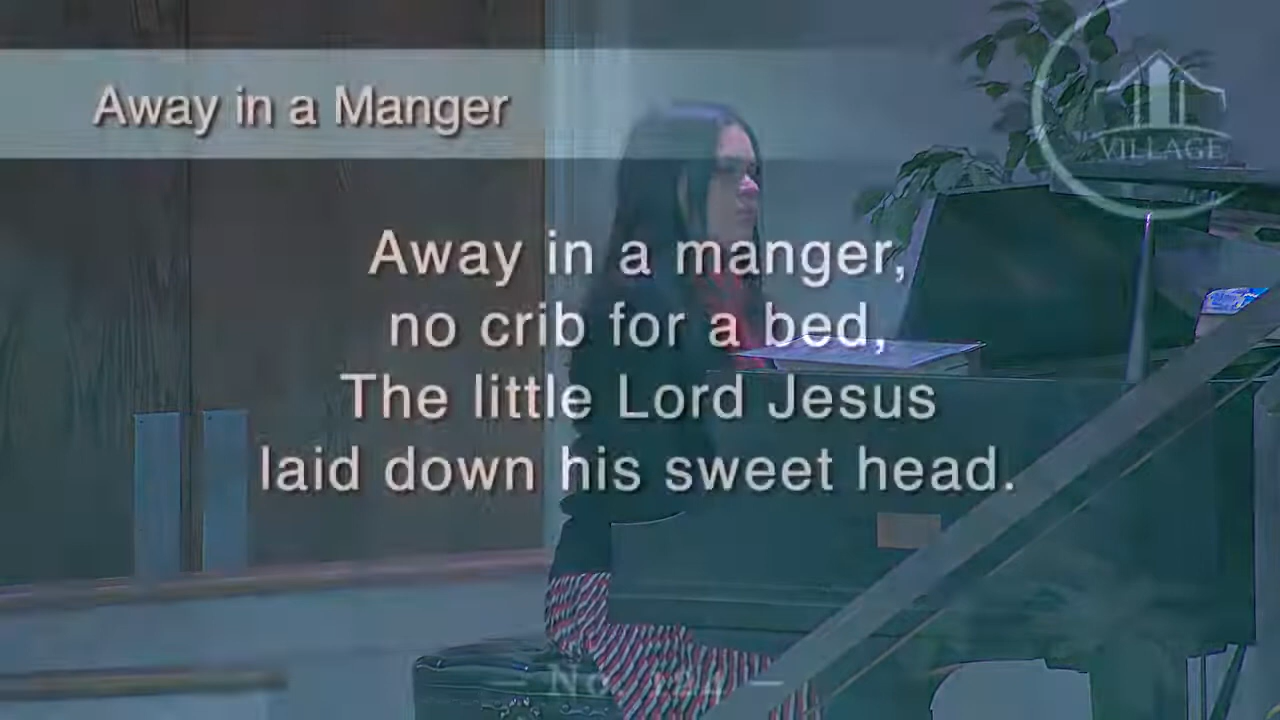 Away in a Manger
VILLAGE
Away in a manger,
no crib for a bed,
The little Lord Jesus
laid down his sweet head.
No.